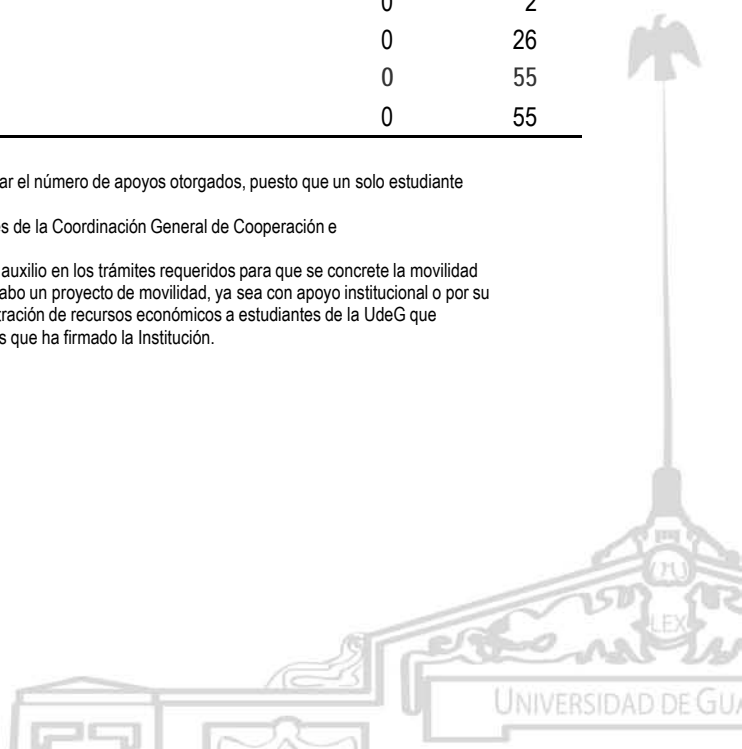 0 2
0 26
0 55
0 55
ar el número de apoyos otorgados, puesto que un solo estudiante
es de la Coordinación General de Cooperación e
auxilio en los trámites requeridos para que se concrete la movilidad
abo un proyecto de movilidad, ya sea con apoyo institucional o por su
tración de recursos económicos a estudiantes de la UdeG que
s que ha firmado la Institución.
LEX
UNIVERSIDAD DE GUA